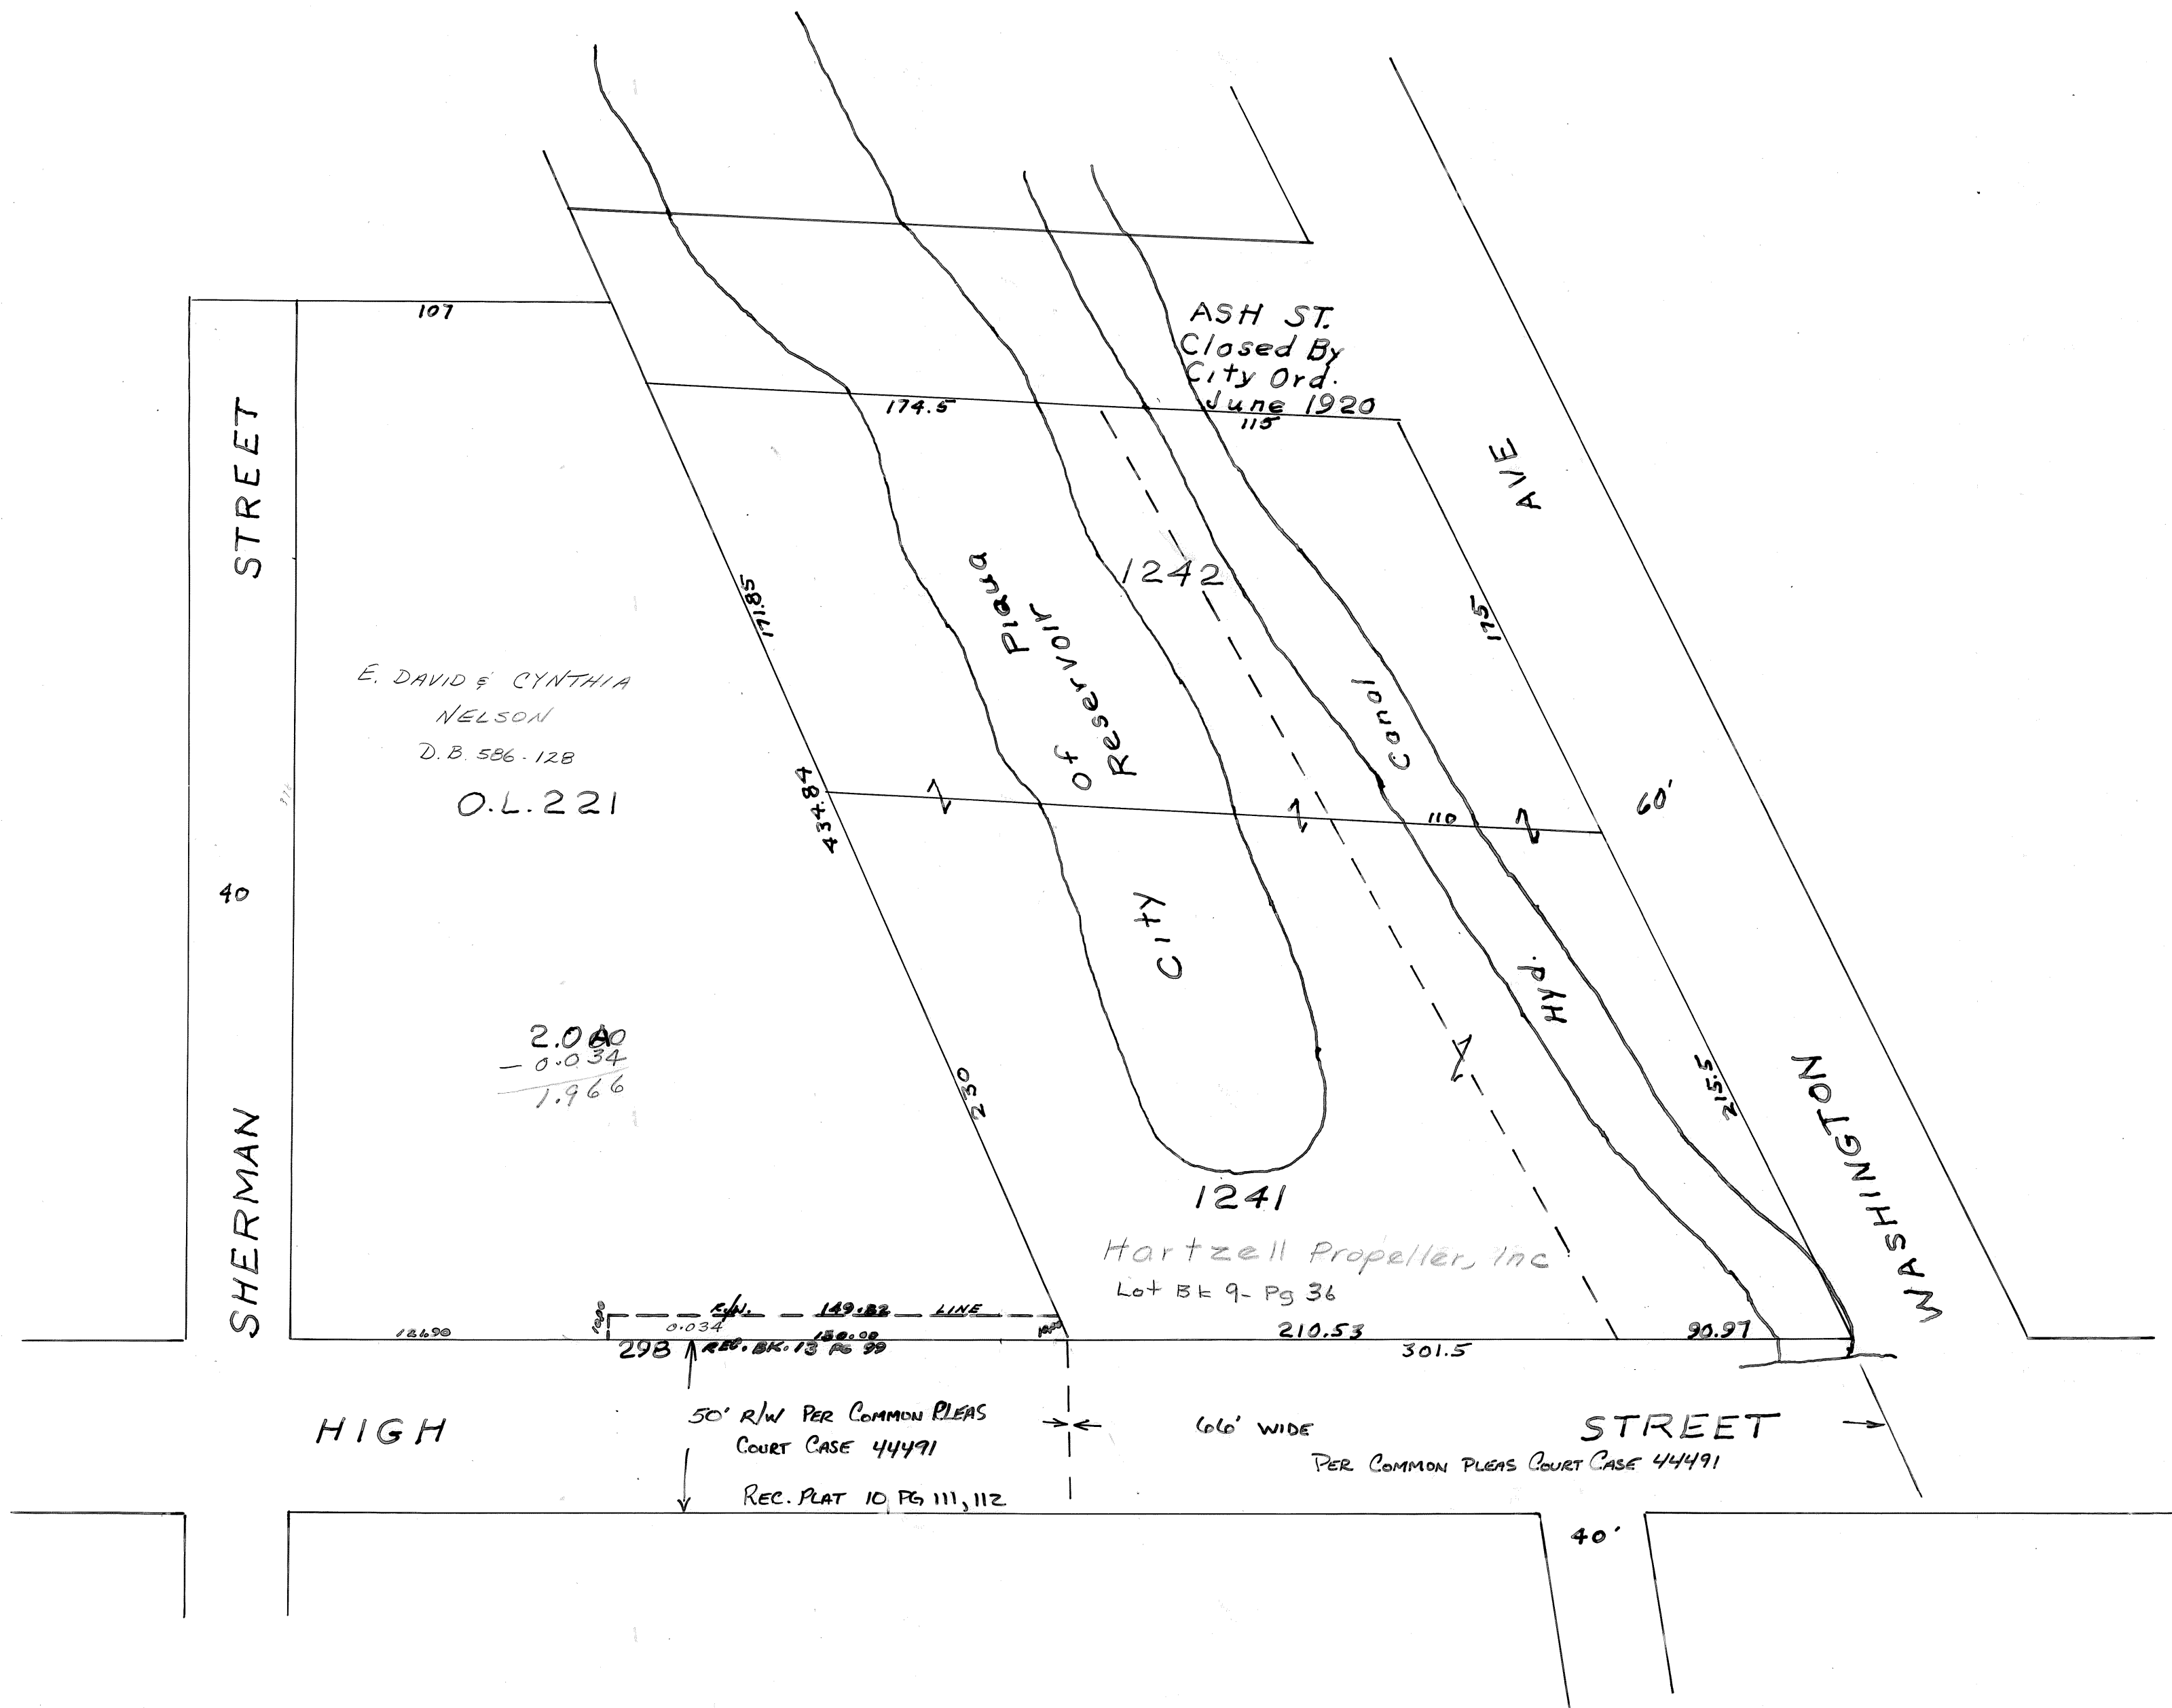 107
ASH ST.
Closed By
City Ord.
June 1920
174.5
115
SHERMAN STREET
40
E. DAVID & CYNTHIA
NELSON
D.B. 586-128
O.L. 221
2.0A0
- 0.034
1.966
171.85
434.84
230
City of Piqua
Reservoir
1242
Hyd. Canal
110
175
215.5
60'
WASHINGTON AVE
1241
Hartzell Propeller, Inc
Lot Bk 9- Pg 36
R/W. 149.82 LINE
0.034
150.00
298
REC. BK. 13 PG 99
210.53
90.97
301.5
HIGH STREET
50' R/W PER COMMON PLEAS
COURT CASE 44491
REC. PLAT 10 PG 111, 112
66' WIDE
PER COMMON PLEAS COURT CASE 44491
40'